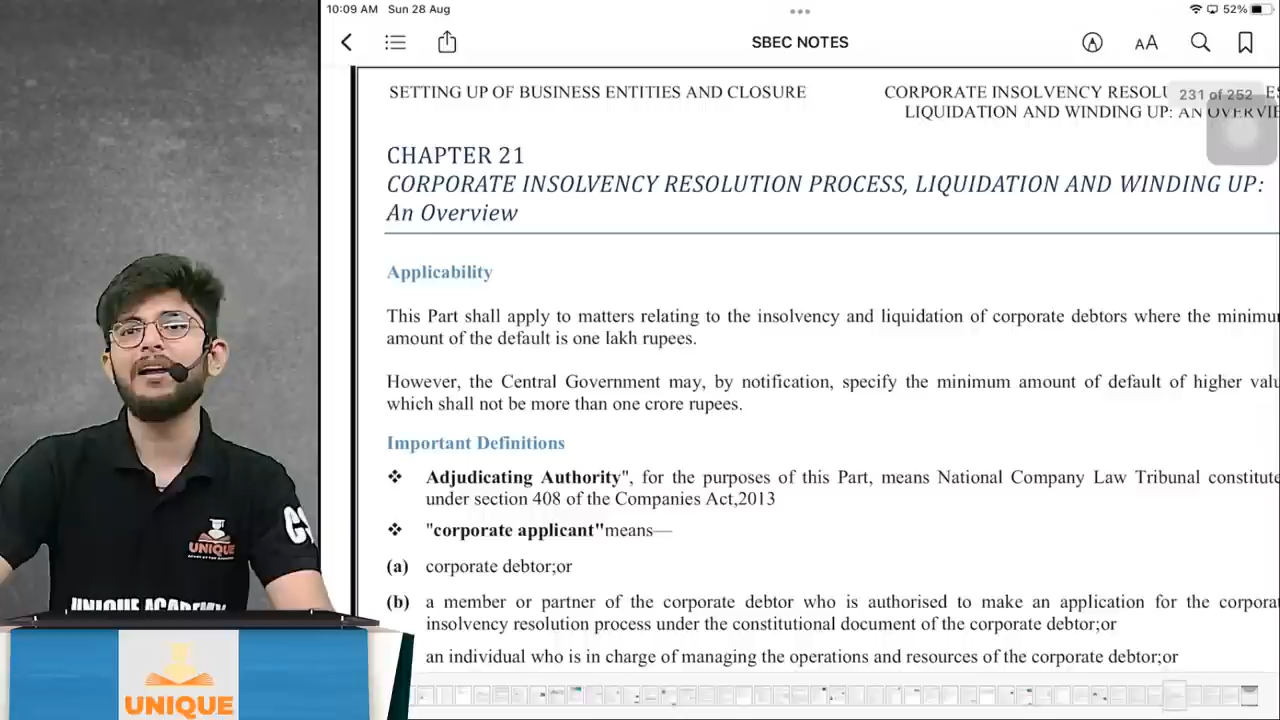 10:09 AM Sun 28 Aug
52%
SBEC NOTES
SETTING UP OF BUSINESS ENTITIES AND CLOSURE
CORPORATE INSOLVENCY
231 of 252
LIQUIDATION AND WINDING UP: AN
CHAPTER 21
CORPORATE INSOLVENCY RESOLUTION PROCESS, LIQUIDATION AND WINDING UP:
An Overview
Applicability
This Part shall apply to matters relating to the insolvency and liquidation of corporate debtors where the
amount of the default is one lakh rupees.
However, the Central Government may, by notification, specify the minimum amount of default of higher
which shall not be more than one crore rupees.
Important Definitions
❖ Adjudicating Authority", for the purposes of this Part, means National Company Law Tribunal
under section 408 of the Companies Act,2013
❖ "corporate applicant"means—
(a) corporate debtor;or
(b) a member or partner of the corporate debtor who is authorised to make an application for the
insolvency resolution process under the constitutional document of the corporate debtor;or
an individual who is in charge of managing the operations and resources of the corporate debtor;or
UNIQUE
UNIQUE ACADEMY
UNIQUE